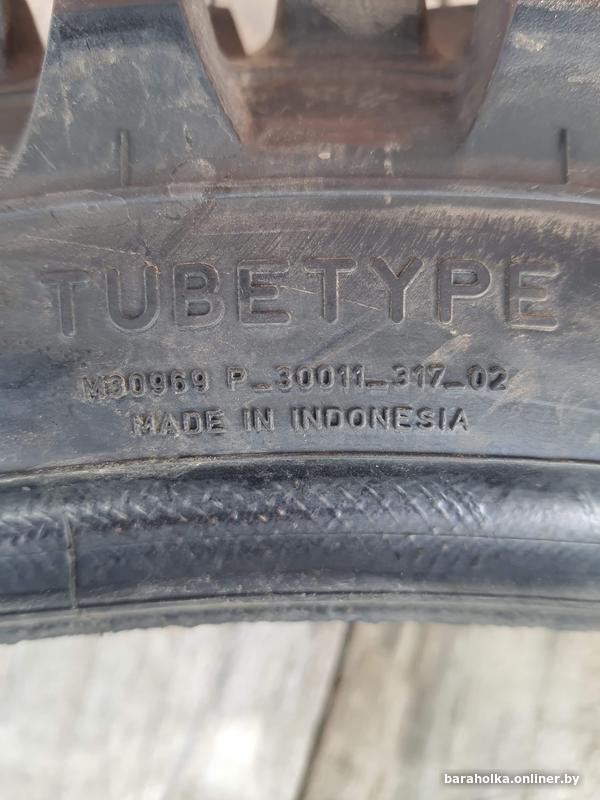 TUBETYPE
M30969 P_30011_317_02
MADE IN INDONESIA
baraholka.onliner.by